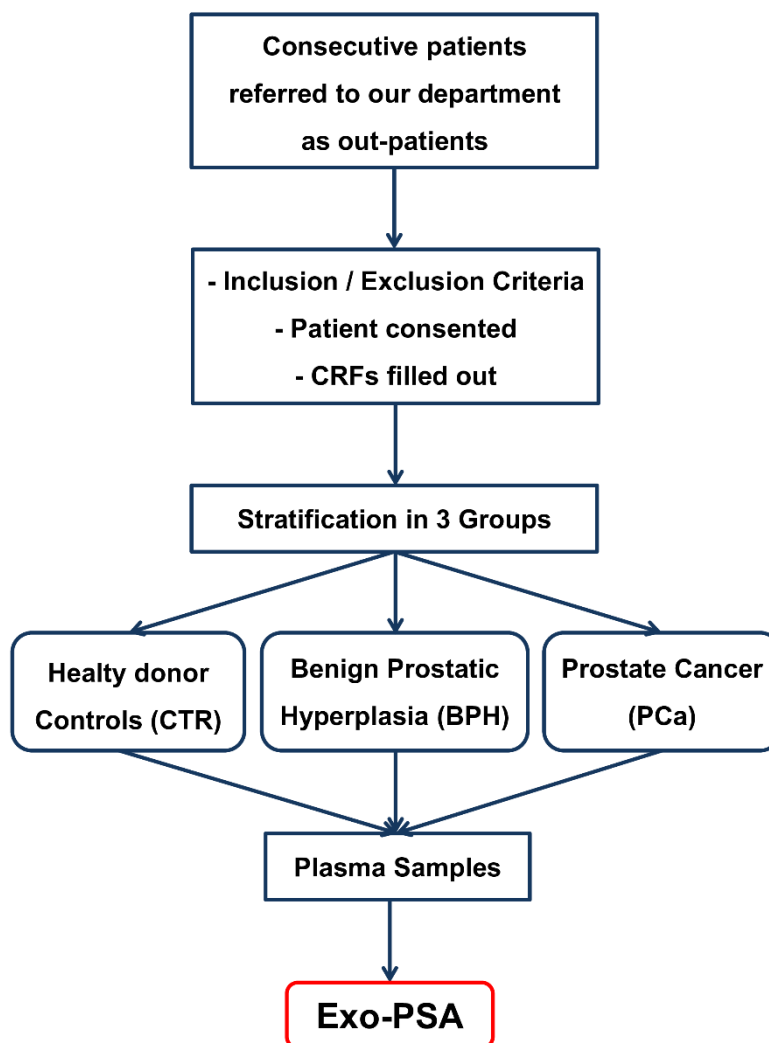 Consecutive patients
referred to our department
as out-patients
- Inclusion / Exclusion Criteria
- Patient consented
- CRFs filled out
Stratification in 3 Groups
Healty donor
Controls (CTR)
Benign Prostatic
Hyperplasia (BPH)
Prostate Cancer
(PCa)
Plasma Samples
Exo-PSA